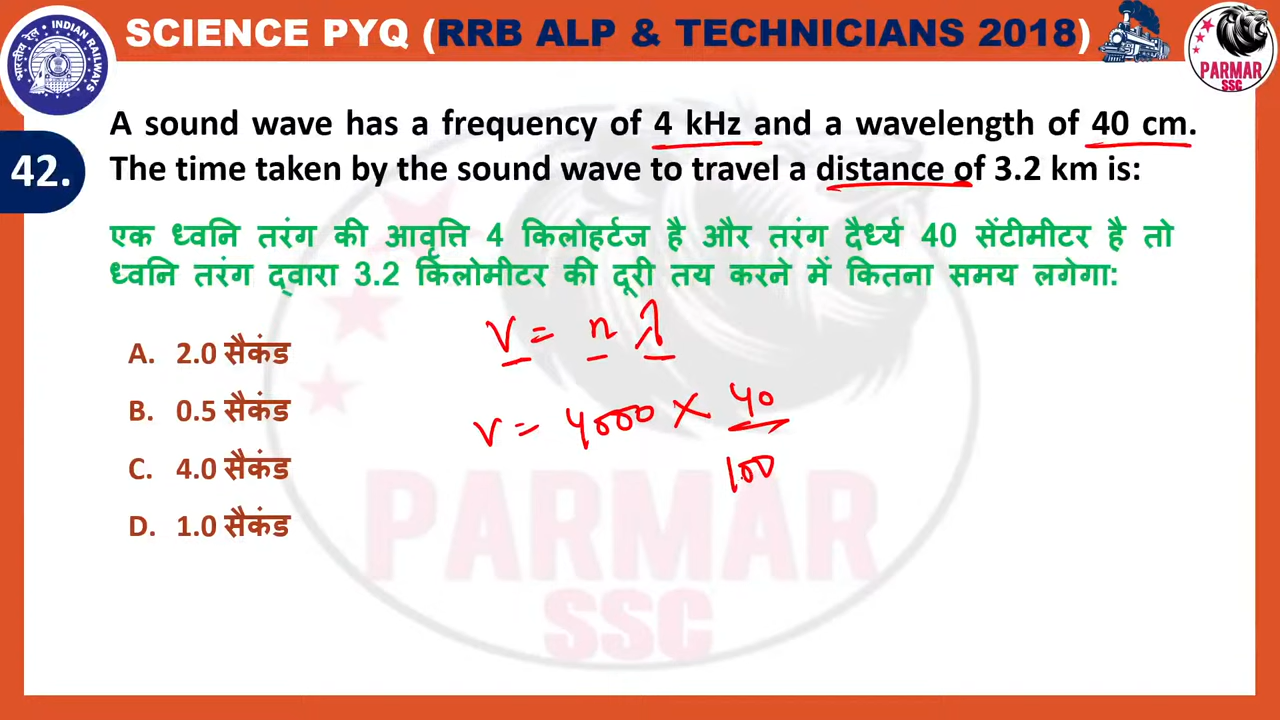 SCIENCE PYQ (RRB ALP & TECHNICIANS 2018)
INDIAN RAILWAYS
भारतीय रेल
PARMAR
SSC
42.
A sound wave has a frequency of 4 kHz and a wavelength of 40 cm.
The time taken by the sound wave to travel a distance of 3.2 km is:
एक ध्वनि तरंग की आवृत्ति 4 किलोहर्टज है और तरंग दैर्ध्य 40 सेंटीमीटर है तो
ध्वनि तरंग द्वारा 3.2 किलोमीटर की दूरी तय करने में कितना समय लगेगा:
A. 2.0 सैकंड
B. 0.5 सैकंड
C. 4.0 सैकंड
D. 1.0 सैकंड
V = n λ
V = 4000 × 40
100
PARMAR
SSC